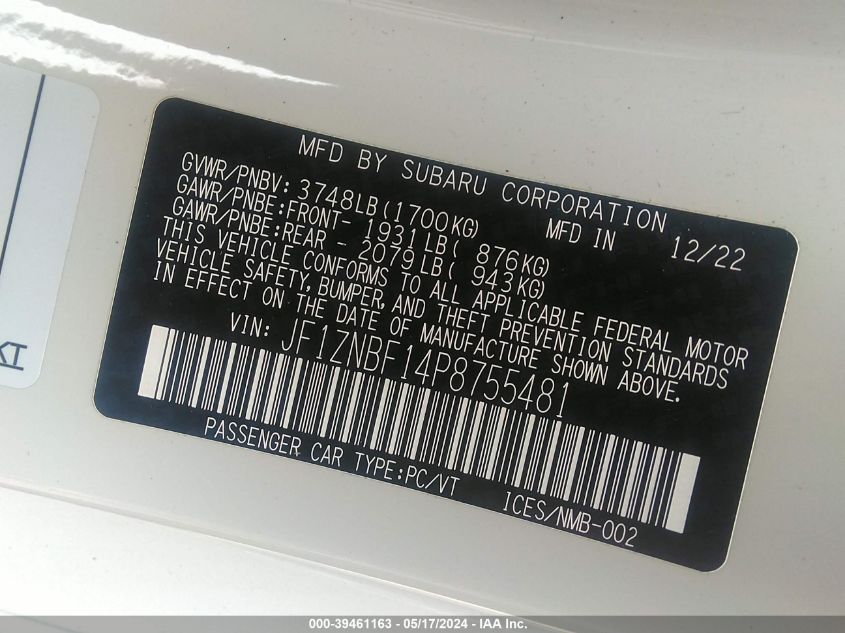 MFD BY SUBARU CORPORATION
GVWR/PNBV: 3748LB(1700KG) MFD IN 12/22
GAWR/PNBE:FRONT- 1931LB( 876KG)
GAWR/PNBE:REAR - 2079LB( 943KG)
THIS VEHICLE CONFORMS TO ALL APPLICABLE FEDERAL MOTOR
VEHICLE SAFETY, BUMPER, AND THEFT PREVENTION STANDARDS
IN EFFECT ON THE DATE OF MANUFACTURE SHOWN ABOVE.
VIN: JF1ZNBF14P8755481
PASSENGER CAR TYPE:PC/VT ICES/NMB-002
KT
000-39461163 - 05/17/2024 - IAA Inc.